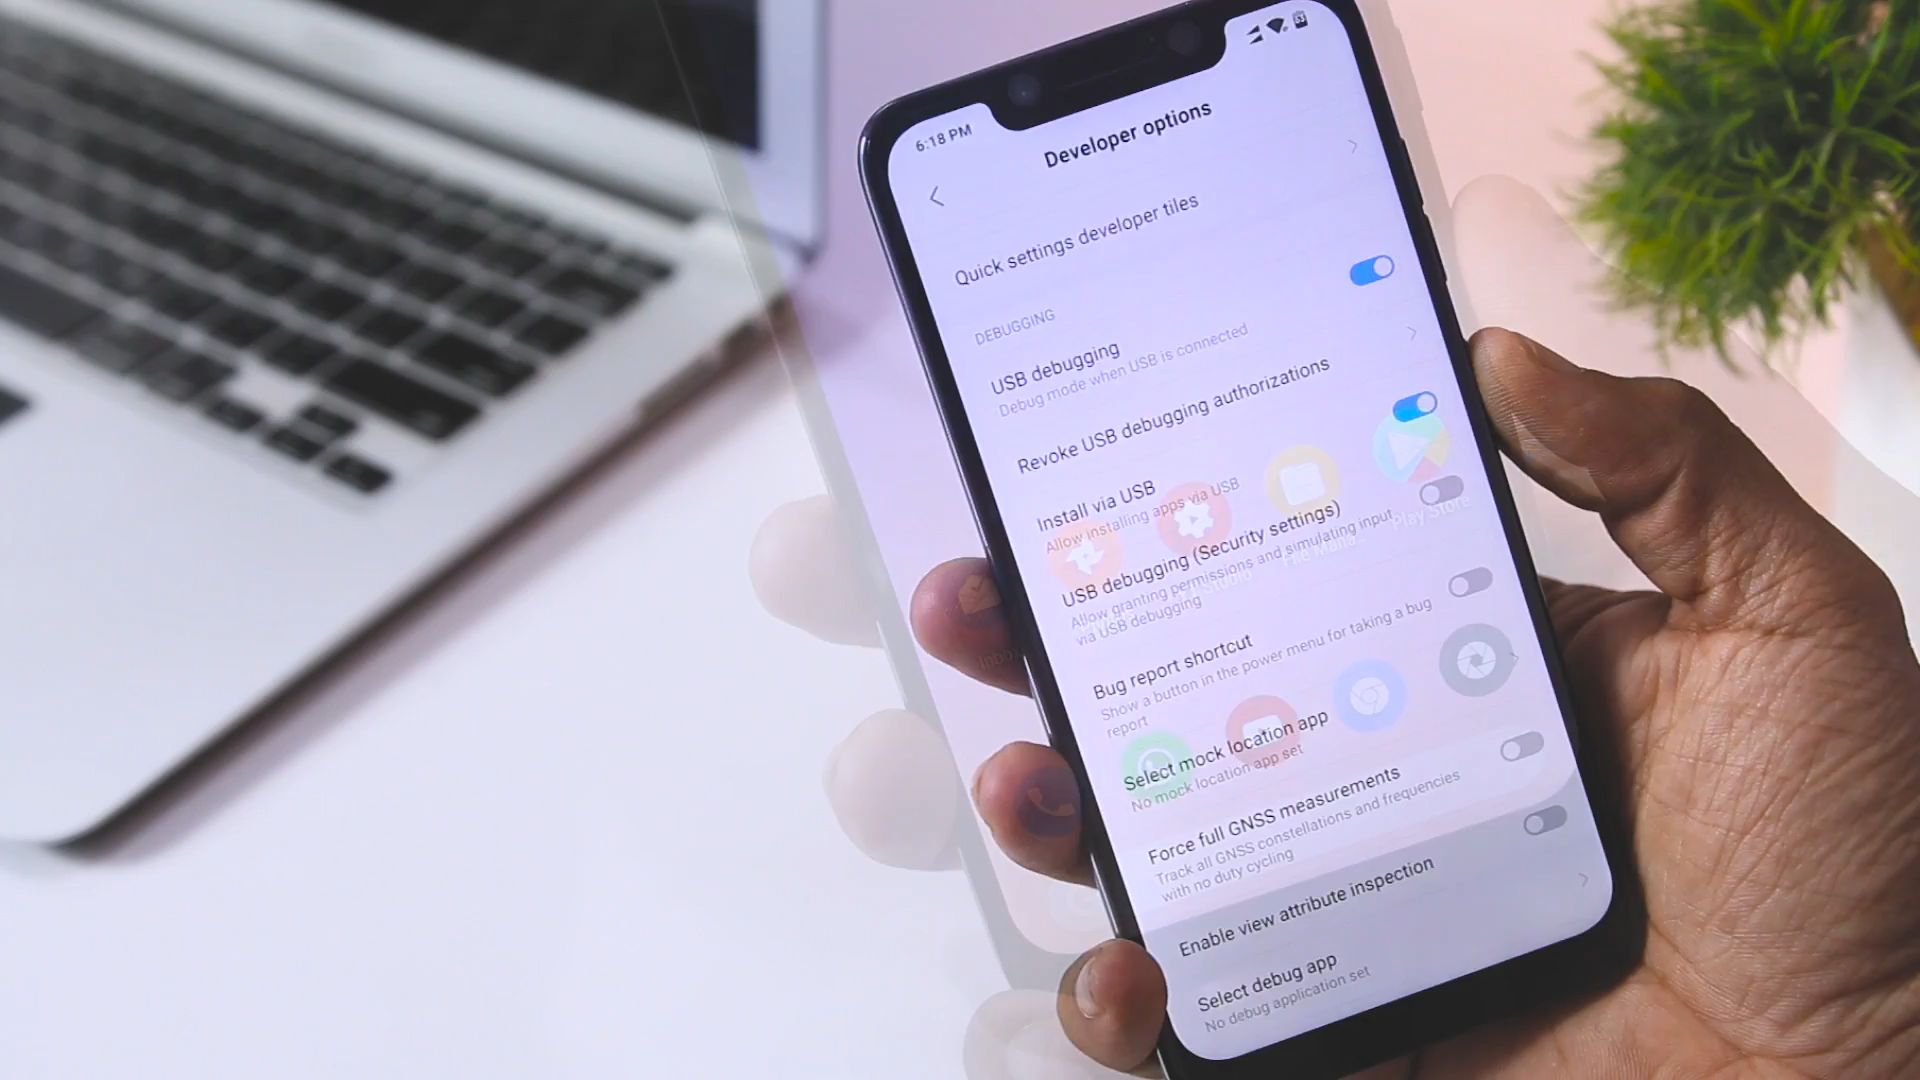 6:18 PM
Developer options
Quick settings developer tiles
DEBUGGING
USB debugging
Debug mode when USB is connected
Revoke USB debugging authorizations
Install via USB
Allow installing apps via USB
USB debugging (Security settings)
Allow granting permissions and simulating input
via USB debugging
Play Store
Bug report shortcut
Show a button in the power menu for taking a bug
report
Inbox
Select mock location app
No mock location app set
Force full GNSS measurements
Track all GNSS constellations and frequencies
with no duty cycling
Enable view attribute inspection
Select debug app
No debug application set